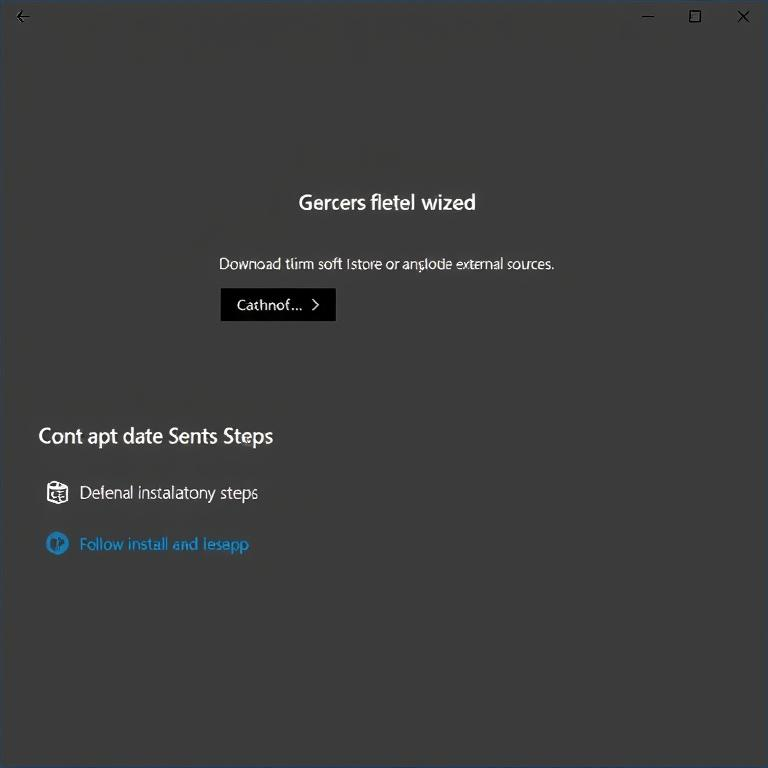 Gercers fletel wized
Downoad tlirn soft Istore or anglode external sources.
Cathnof...
Cont apt date Sents Steps
Defenal instalatony steps
Follow install and lesapp